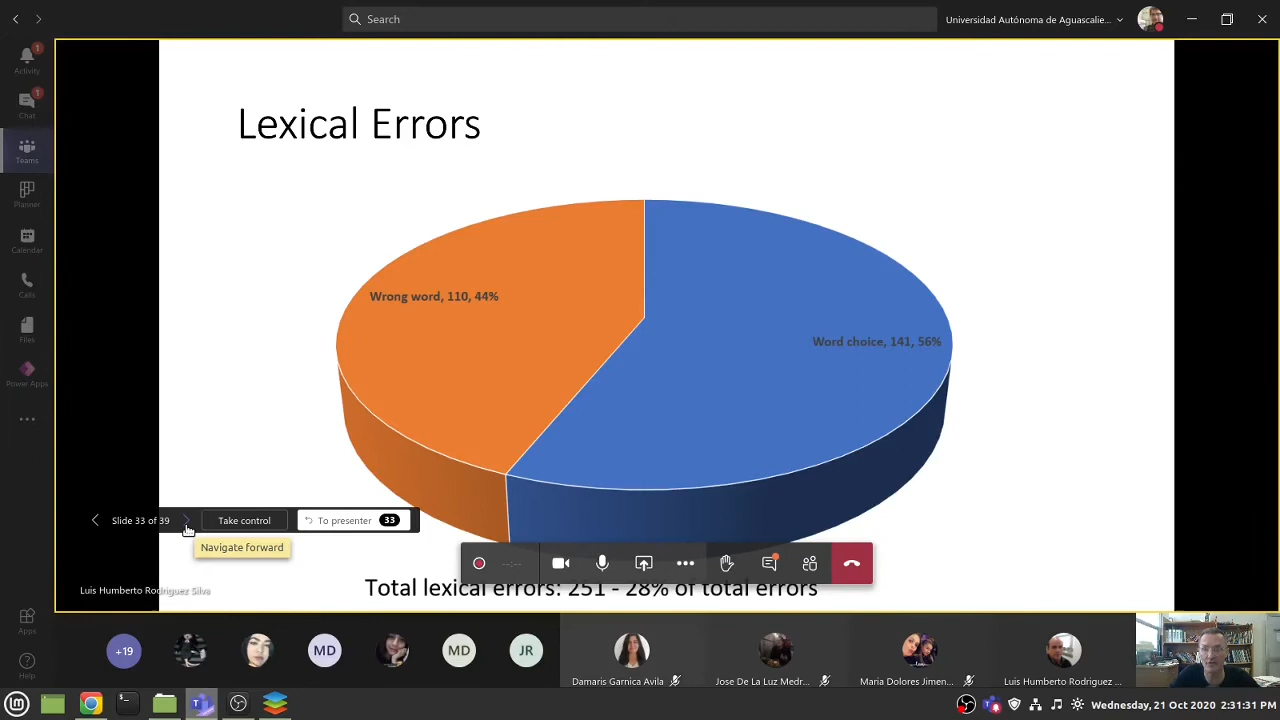 Search
Universidad Autónoma de Aguascalie...
Activity
1
Chat
1
Teams
Planner
Calendar
Calls
Files
Power Apps
Apps
Help
Lexical Errors
Wrong word, 110, 44%
Word choice, 141, 56%
Slide 33 of 39
Take control
To presenter 33
Navigate forward
--:--
Luis Humberto Rodriguez Silva
Total lexical errors: 251 - 28% of total errors
+19
MD
MD
JR
Damaris Garnica Avila
Jose De La Luz Medr...
Maria Dolores Jimen...
Luis Humberto Rodriguez ...
Wednesday, 21 Oct 2020 2:31:31 PM